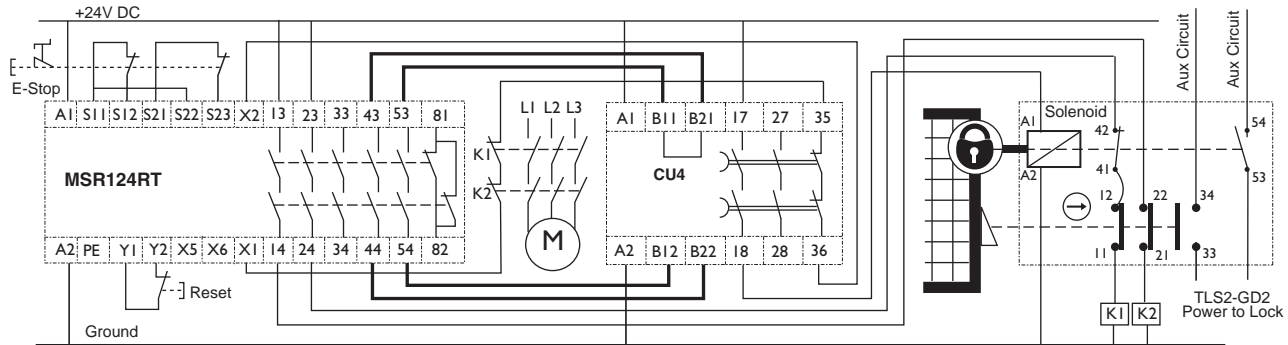 +24V DC
E-Stop
A1 S11 S12 S21 S22 S23 X2 13 23 33 43 53 81
MSR124RT
A2 PE Y1 Y2 X5 X6 X1 14 24 34 44 54 82
Reset
Ground
L1 L2 L3
K1
K2
M
A1 B11 B21 17 27 35
CU4
A2 B12 B22 18 28 36
Aux Circuit
Aux Circuit
Solenoid
A1
A2
42
41
54
53
12 22 34
11 21 33
K1 K2
TLS2-GD2
Power to Lock